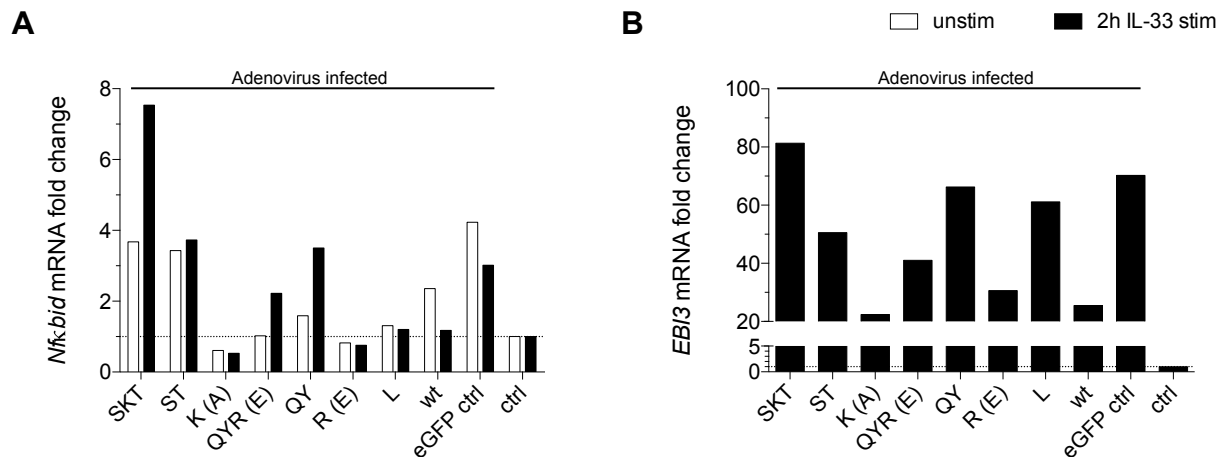 A
B
unstim
2h IL-33 stim
Adenovirus infected
Nfκbid mRNA fold change
8
6
4
2
0
SKT
ST
K (A)
QYR (E)
QY
R (E)
L
wt
eGFP ctrl
ctrl
Adenovirus infected
EBI3 mRNA fold change
100
80
60
40
20
5
0
SKT
ST
K (A)
QYR (E)
QY
R (E)
L
wt
eGFP ctrl
ctrl